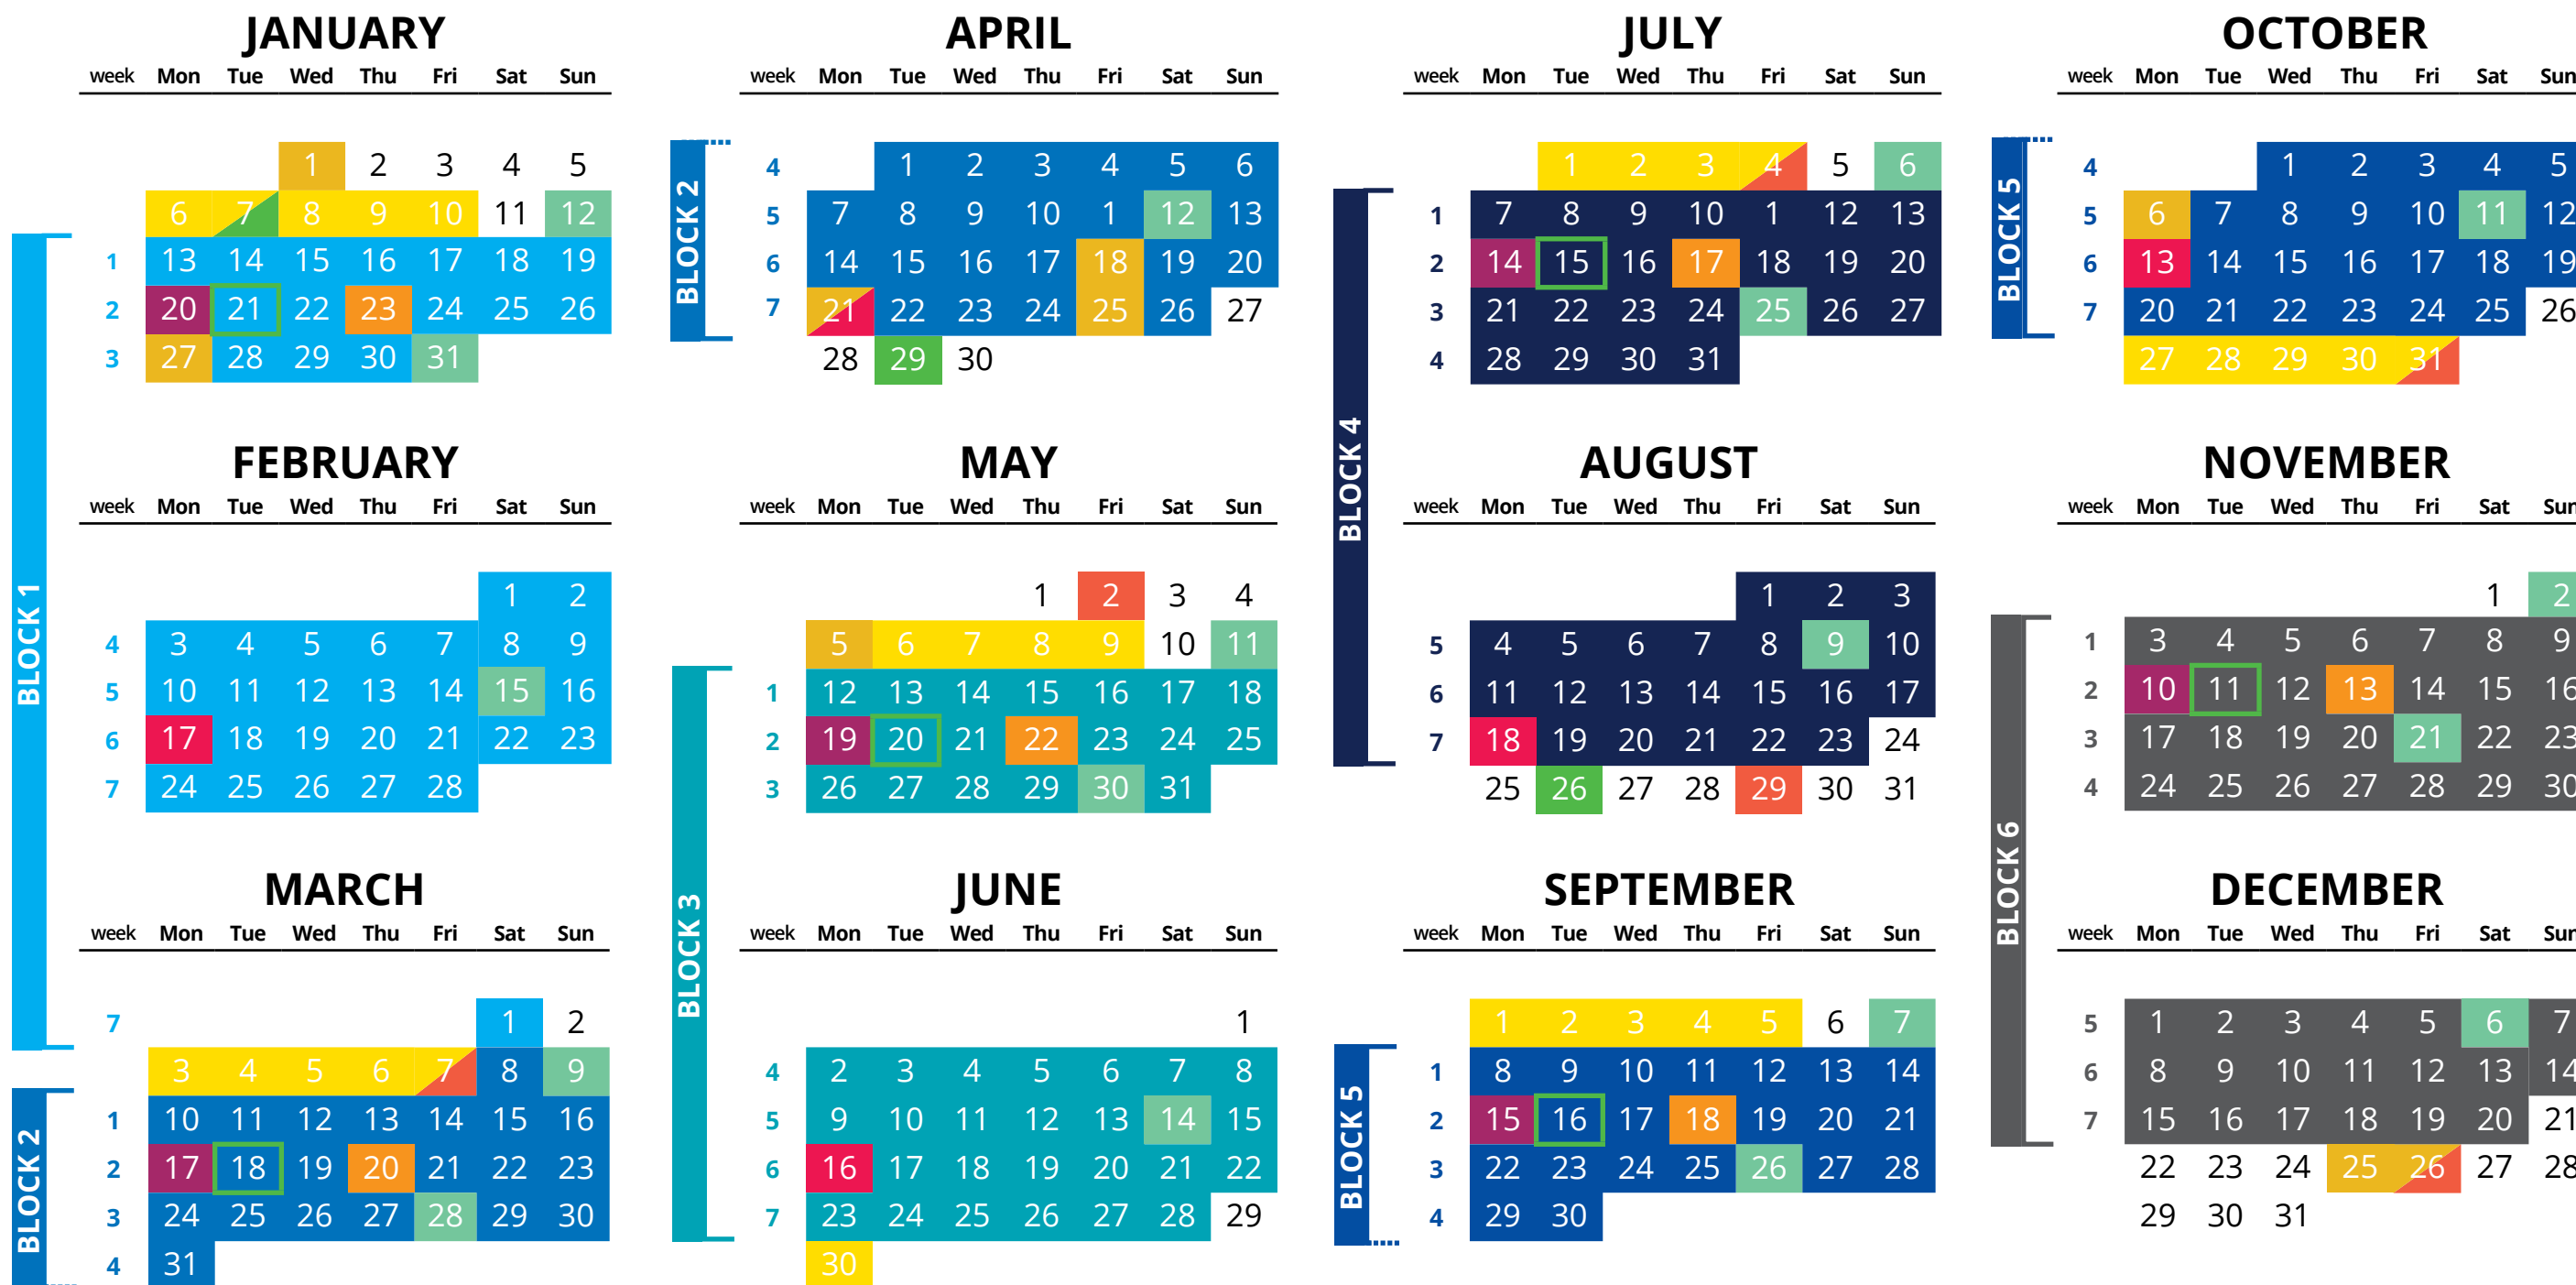 BLOCK 1
JANUARY
week Mon Tue Wed Thu Fri Sat Sun
1 2 3 4 5
6 7 8 9 10 11 12
1 13 14 15 16 17 18 19
2 20 21 22 23 24 25 26
3 27 28 29 30 31
FEBRUARY
week Mon Tue Wed Thu Fri Sat Sun
1 2
4 3 4 5 6 7 8 9
5 10 11 12 13 14 15 16
6 17 18 19 20 21 22 23
7 24 25 26 27 28
MARCH
week Mon Tue Wed Thu Fri Sat Sun
7 1 2
3 4 5 6 7 8 9
BLOCK 2
1 10 11 12 13 14 15 16
2 17 18 19 20 21 22 23
3 24 25 26 27 28 29 30
4 31
APRIL
week Mon Tue Wed Thu Fri Sat Sun
BLOCK 2
4 1 2 3 4 5 6
5 7 8 9 10 1 12 13
6 14 15 16 17 18 19 20
7 21 22 23 24 25 26 27
28 29 30
MAY
week Mon Tue Wed Thu Fri Sat Sun
1 2 3 4
5 6 7 8 9 10 11
BLOCK 3
1 12 13 14 15 16 17 18
2 19 20 21 22 23 24 25
3 26 27 28 29 30 31
JUNE
week Mon Tue Wed Thu Fri Sat Sun
1
4 2 3 4 5 6 7 8
5 9 10 11 12 13 14 15
6 16 17 18 19 20 21 22
7 23 24 25 26 27 28 29
30
JULY
week Mon Tue Wed Thu Fri Sat Sun
1 2 3 4 5 6
BLOCK 4
1 7 8 9 10 1 12 13
2 14 15 16 17 18 19 20
3 21 22 23 24 25 26 27
4 28 29 30 31
AUGUST
week Mon Tue Wed Thu Fri Sat Sun
1 2 3
5 4 5 6 7 8 9 10
6 11 12 13 14 15 16 17
7 18 19 20 21 22 23 24
25 26 27 28 29 30 31
SEPTEMBER
week Mon Tue Wed Thu Fri Sat Sun
1 2 3 4 5 6 7
BLOCK 5
1 8 9 10 11 12 13 14
2 15 16 17 18 19 20 21
3 22 23 24 25 26 27 28
4 29 30
OCTOBER
week Mon Tue Wed Thu Fri Sat Sun
BLOCK 5
4 1 2 3 4 5
5 6 7 8 9 10 11 12
6 13 14 15 16 17 18 19
7 20 21 22 23 24 25 26
27 28 29 30 31
NOVEMBER
week Mon Tue Wed Thu Fri Sat Sun
1 2
BLOCK 6
1 3 4 5 6 7 8 9
2 10 11 12 13 14 15 16
3 17 18 19 20 21 22 23
4 24 25 26 27 28 29 30
DECEMBER
week Mon Tue Wed Thu Fri Sat Sun
5 1 2 3 4 5 6 7
6 8 9 10 11 12 13 14
7 15 16 17 18 19 20 21
22 23 24 25 26 27 28
29 30 31